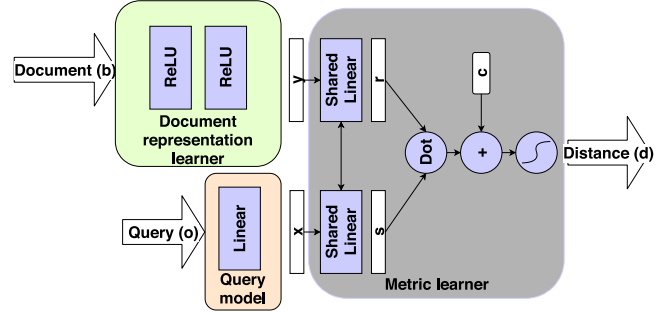 Document (b)
ReLU
ReLU
Document
representation
learner
y
Shared
Linear
r
c
Dot
+
Distance (d)
Query (o)
Linear
Query
model
x
Shared
Linear
s
Metric learner